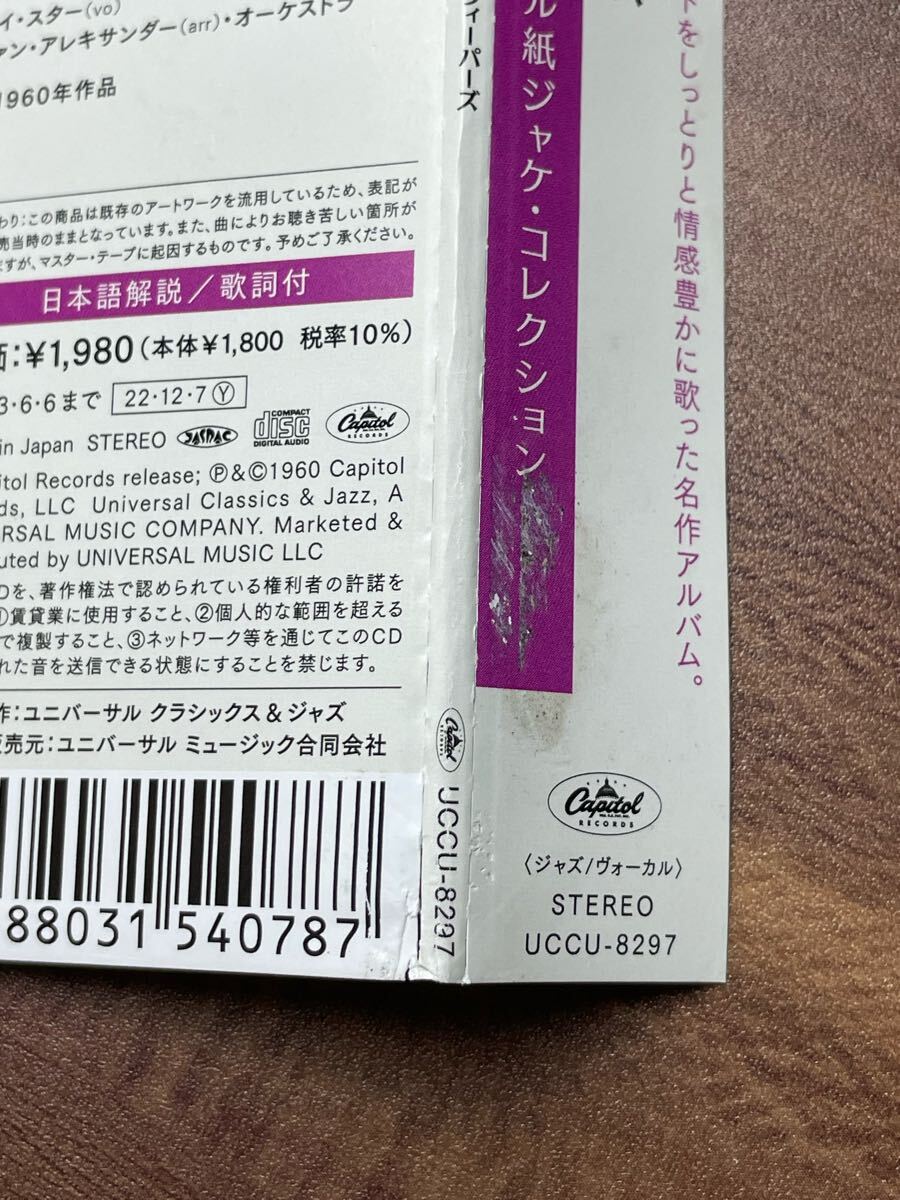 イ・スター(vo)
ァン・アレキサンダー(arr)・オーケストラ
1960年作品
わり:この商品は既存のアートワークを流用しているため、表記が
売当時のままとなっています。また、曲によりお聴き苦しい箇所が
ますが、マスター・テープに起因するものです。予めご了承ください。
日本語解説/歌詞付
価:¥1,980(本体¥1,800 税率10%)
3・6・6まで 22・12・7 Ⓨ
in Japan STEREO JASRAC COMPACT disc DIGITAL AUDIO Capitol RECORDS
itol Records release; ℗&©1960 Capitol
ds, LLC Universal Classics & Jazz, A
ERSAL MUSIC COMPANY. Marketed &
uted by UNIVERSAL MUSIC LLC
Dを、著作権法で認められている権利者の許諾を
①賃貸業に使用すること、②個人的な範囲を超える
で複製すること、③ネットワーク等を通じてこのCD
れた音を送信できる状態にすることを禁じます。
作:ユニバーサル クラシックス&ジャズ
販売元:ユニバーサル ミュージック合同会社
88031 540787
ィーパーズ
Capitol
UCCU-8297
ル紙ジャケ・コレクション
トをしっとりと情感豊かに歌った名作アルバム。
Capitol
RECORDS
〈ジャズ/ヴォーカル〉
STEREO
UCCU-8297